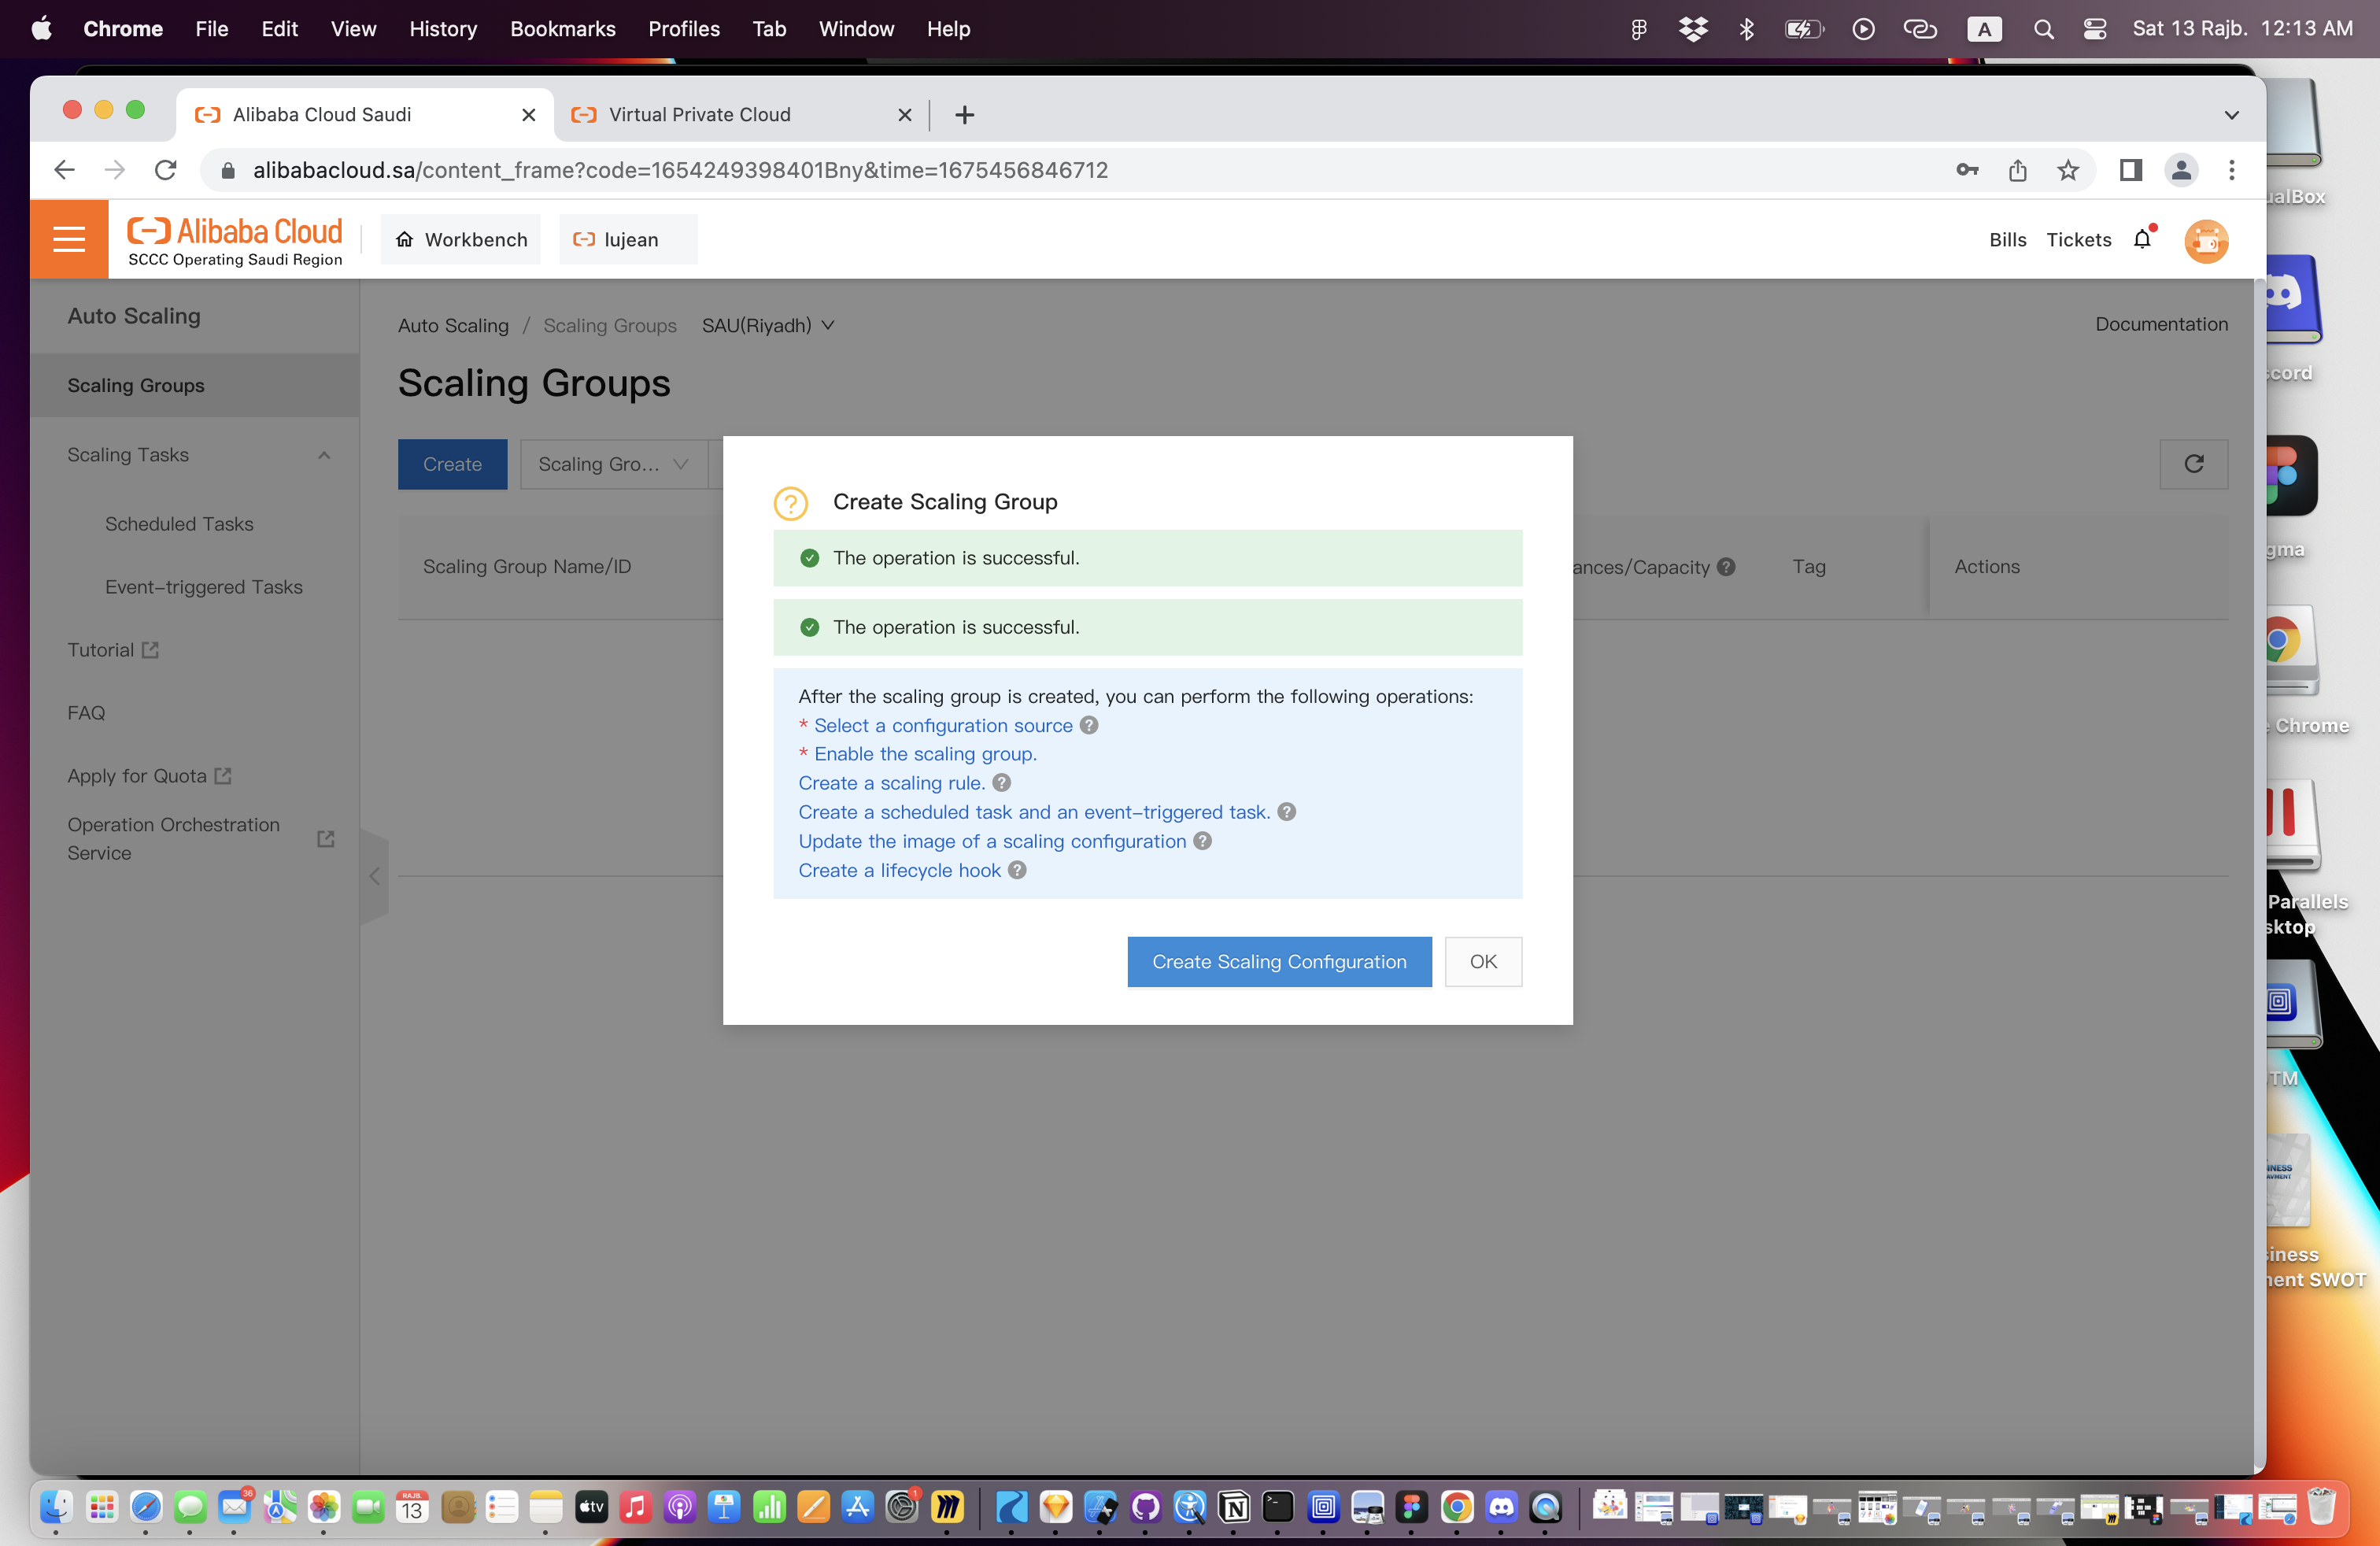 Chrome File Edit View History Bookmarks Profiles Tab Window Help A Sat 13 Rajb. 12:13 AM
Alibaba Cloud Saudi Virtual Private Cloud
alibabacloud.sa/content_frame?code=1654249398401Bny&time=1675456846712
Alibaba Cloud
SCCC Operating Saudi Region
Workbench lujean Bills Tickets
Auto Scaling
Auto Scaling / Scaling Groups SAU(Riyadh) Documentation
Scaling Groups
Scaling Groups
Create Scaling Gro...
Scaling Tasks
Scheduled Tasks
Event-triggered Tasks
Tutorial
FAQ
Apply for Quota
Operation Orchestration
Service
Scaling Group Name/ID ances/Capacity Tag Actions
Create Scaling Group
The operation is successful.
The operation is successful.
After the scaling group is created, you can perform the following operations:
* Select a configuration source
* Enable the scaling group.
Create a scaling rule.
Create a scheduled task and an event-triggered task.
Update the image of a scaling configuration
Create a lifecycle hook
Create Scaling Configuration OK
ualBox
cord
gma
Chrome
Parallels
sktop
TM
INESS
iness
ent SWOT
36
RAJB.
13
tv
1